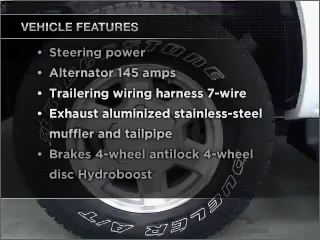 VEHICLE FEATURES
• Steering power
• Alternator 145 amps
• Trailering wiring harness 7-wire
• Exhaust aluminized stainless-steel
muffler and tailpipe
• Brakes 4-wheel antilock 4-wheel
disc Hydroboost
DUELER A/T